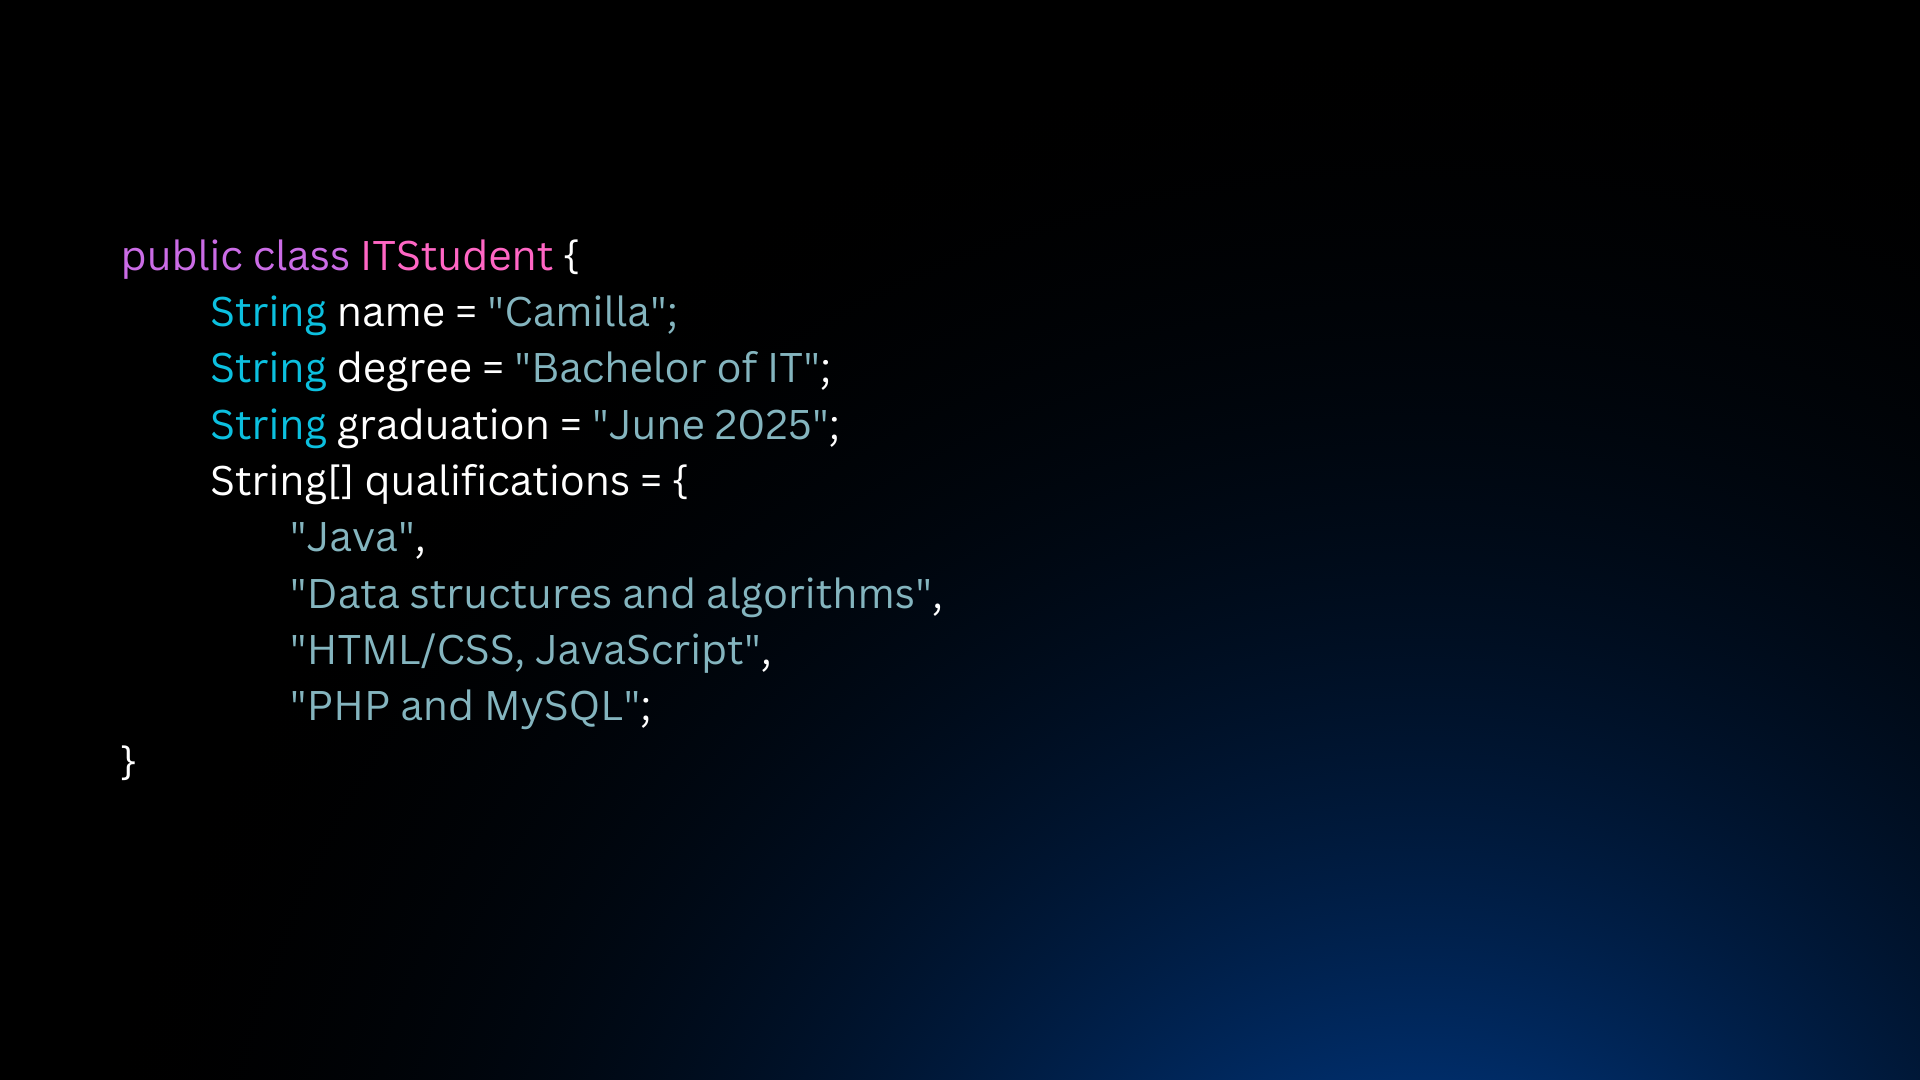 public class ITStudent {
String name = "Camilla";
String degree = "Bachelor of IT";
String graduation = "June 2025";
String[] qualifications = {
"Java",
"Data structures and algorithms",
"HTML/CSS, JavaScript",
"PHP and MySQL";
}